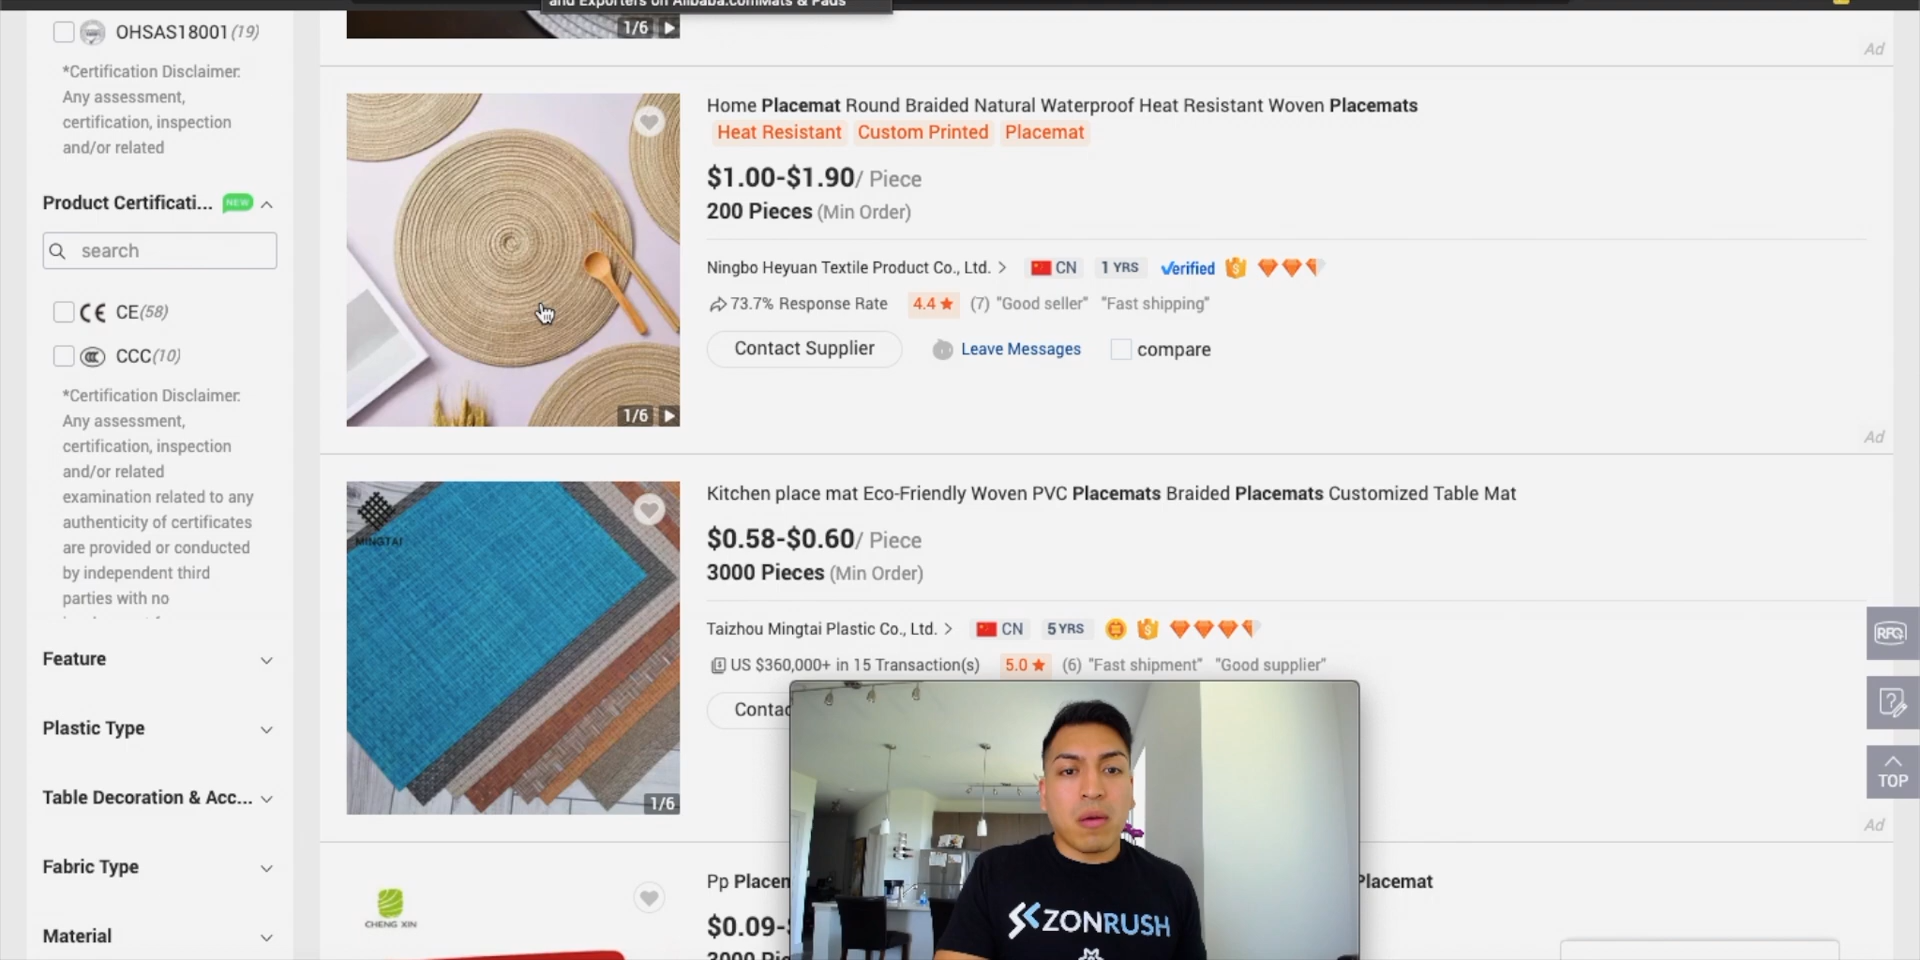 and Exporters on Alibaba.comMats & Pads
OHSAS18001 (19)
*Certification Disclaimer:
Any assessment,
certification, inspection
and/or related
Product Certificati... NEW
search
CE CE(58)
CCC(10)
*Certification Disclaimer:
Any assessment,
certification, inspection
and/or related
examination related to any
authenticity of certificates
are provided or conducted
by independent third
parties with no
Feature
Plastic Type
Table Decoration & Acc...
Fabric Type
Material
1/6
Ad
Home Placemat Round Braided Natural Waterproof Heat Resistant Woven Placemats
Heat Resistant Custom Printed Placemat
$1.00-$1.90/ Piece
200 Pieces (Min Order)
Ningbo Heyuan Textile Product Co., Ltd. > CN 1 YRS Verified
73.7% Response Rate 4.4 (7) "Good seller" "Fast shipping"
Contact Supplier Leave Messages compare
1/6
Ad
MINGTAI
Kitchen place mat Eco-Friendly Woven PVC Placemats Braided Placemats Customized Table Mat
$0.58-$0.60/ Piece
3000 Pieces (Min Order)
Taizhou Mingtai Plastic Co., Ltd. > CN 5 YRS
US $360,000+ in 15 Transaction(s) 5.0 (6) "Fast shipment" "Good supplier"
Contac
1/6
Ad
CHENG XIN
Pp Placem
Placemat
$0.09-
3000 Pie
ZONRUSH
RFQ
TOP